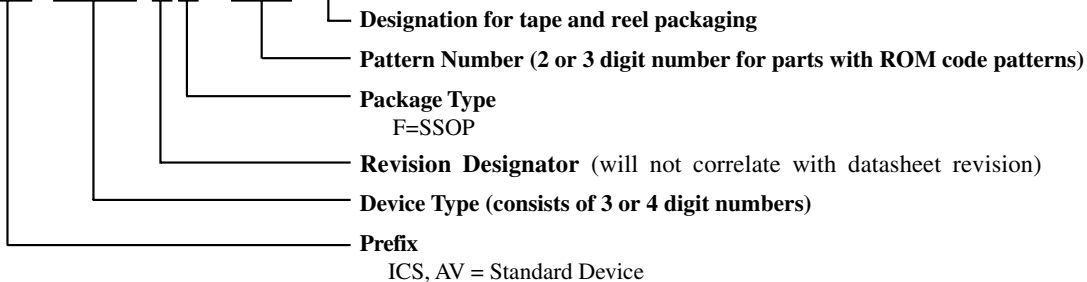 Designation for tape and reel packaging
Pattern Number (2 or 3 digit number for parts with ROM code patterns)
Package Type
F=SSOP
Revision Designator (will not correlate with datasheet revision)
Device Type (consists of 3 or 4 digit numbers)
Prefix
ICS, AV = Standard Device